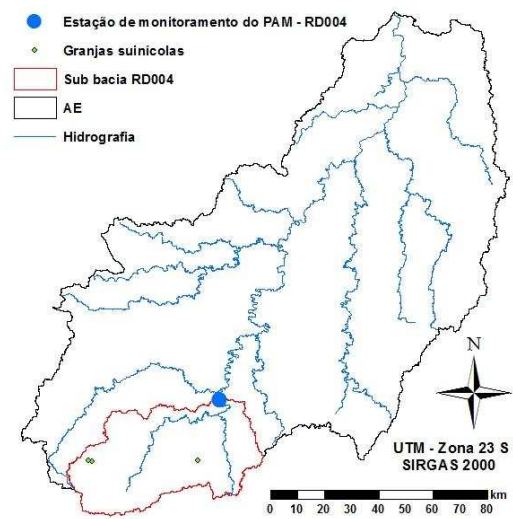 Estação de monitoramento do PAM - RD004
Granjas suinícolas
Sub bacia RD004
AE
Hidrografia
N
UTM - Zona 23 S
SIRGAS 2000
km
0 10 20 30 40 50 60 70 80